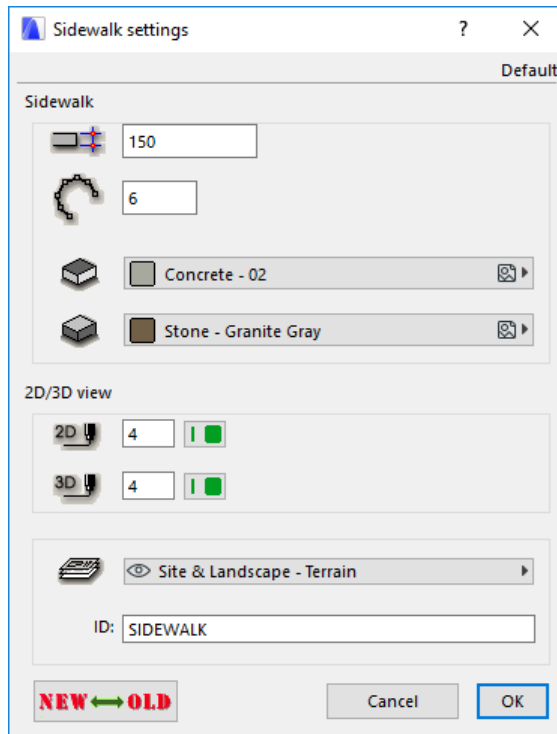 Sidewalk settings
?
Default
Sidewalk
150
6
Concrete - 02
Stone - Granite Gray
2D/3D view
2D
4
3D
4
Site & Landscape - Terrain
ID: SIDEWALK
NEW OLD
Cancel
OK